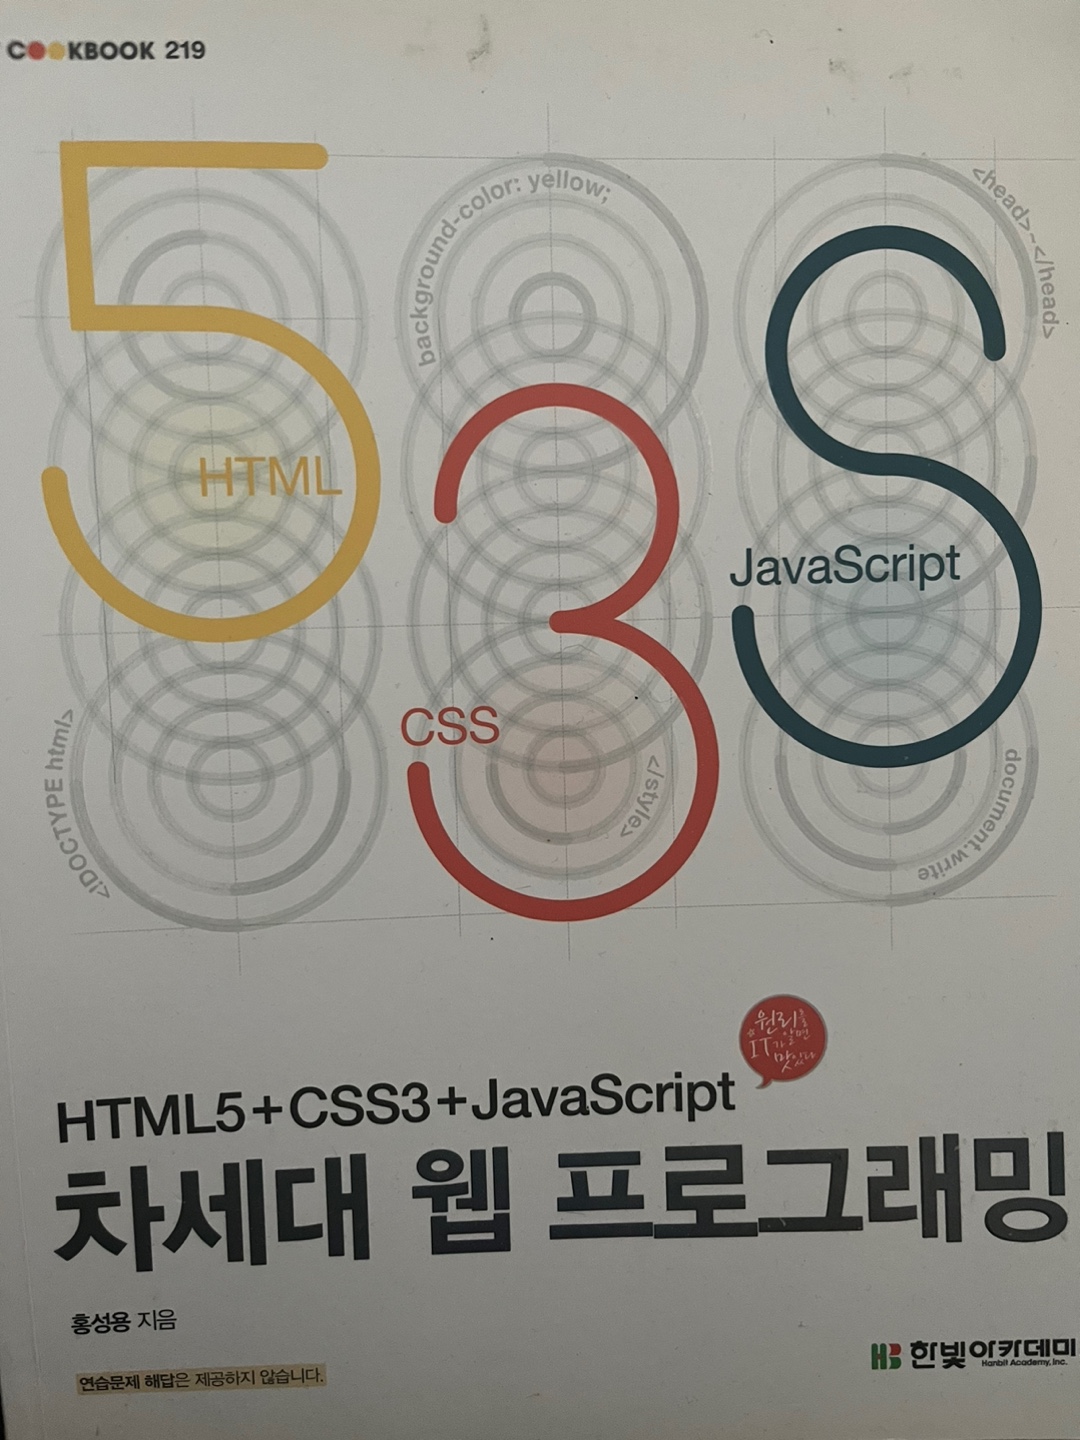 COOKBOOK 219
background-color: yellow;
<head>~</head>
HTML
JavaScript
CSS
<!DOCTYPE html>
</style>
document.write
원리를
알면
IT가
맛있다
HTML5+CSS3+JavaScript
차세대 웹 프로그래밍
홍성용 지음
연습문제 해답은 제공하지 않습니다.
HB 한빛아카데미
Hanbit Academy, Inc.